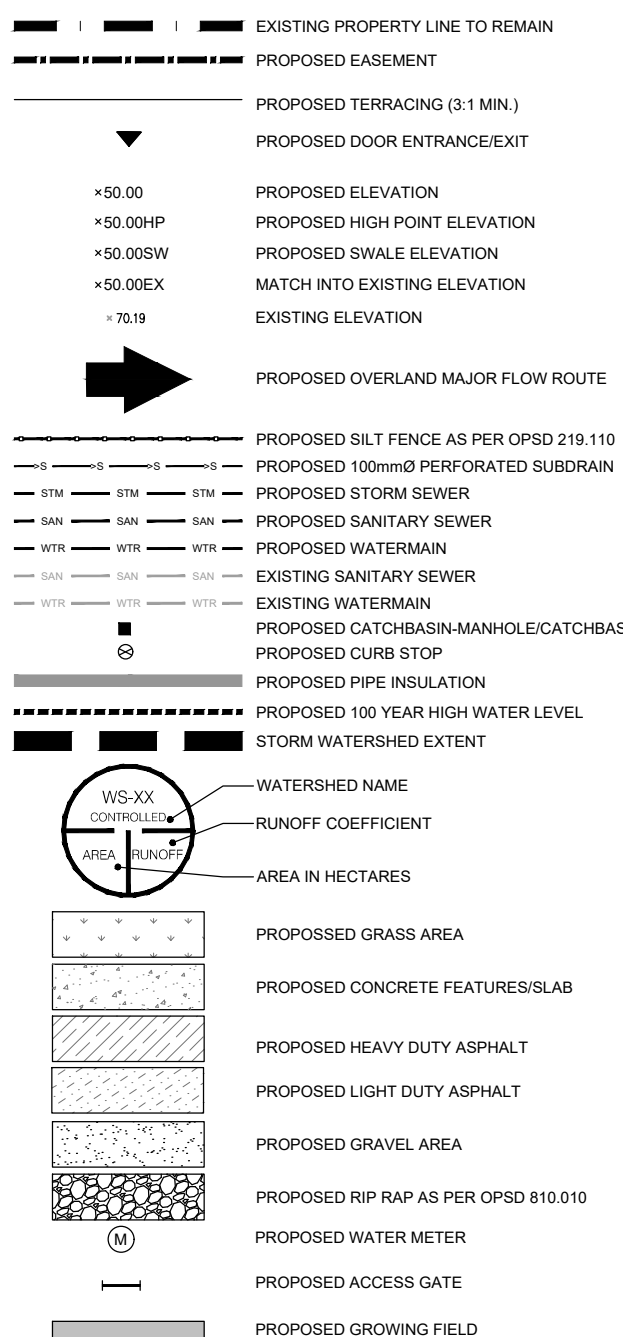 EXISTING PROPERTY LINE TO REMAIN
PROPOSED EASEMENT
PROPOSED TERRACING (3:1 MIN.)
PROPOSED DOOR ENTRANCE/EXIT
×50.00 PROPOSED ELEVATION
×50.00HP PROPOSED HIGH POINT ELEVATION
×50.00SW PROPOSED SWALE ELEVATION
×50.00EX MATCH INTO EXISTING ELEVATION
×70.19 EXISTING ELEVATION
PROPOSED OVERLAND MAJOR FLOW ROUTE
PROPOSED SILT FENCE AS PER OPSD 219.110
>S >S >S >S PROPOSED 100mmØ PERFORATED SUBDRAIN
STM STM STM PROPOSED STORM SEWER
SAN SAN SAN PROPOSED SANITARY SEWER
WTR WTR WTR PROPOSED WATERMAIN
SAN SAN SAN EXISTING SANITARY SEWER
WTR WTR WTR EXISTING WATERMAIN
PROPOSED CATCHBASIN-MANHOLE/CATCHBAS
PROPOSED CURB STOP
PROPOSED PIPE INSULATION
PROPOSED 100 YEAR HIGH WATER LEVEL
STORM WATERSHED EXTENT
WATERSHED NAME
WS-XX
CONTROLLED
RUNOFF COEFFICIENT
AREA RUNOFF
AREA IN HECTARES
PROPOSSED GRASS AREA
PROPOSED CONCRETE FEATURES/SLAB
PROPOSED HEAVY DUTY ASPHALT
PROPOSED LIGHT DUTY ASPHALT
PROPOSED GRAVEL AREA
PROPOSED RIP RAP AS PER OPSD 810.010
M PROPOSED WATER METER
PROPOSED ACCESS GATE
PROPOSED GROWING FIELD